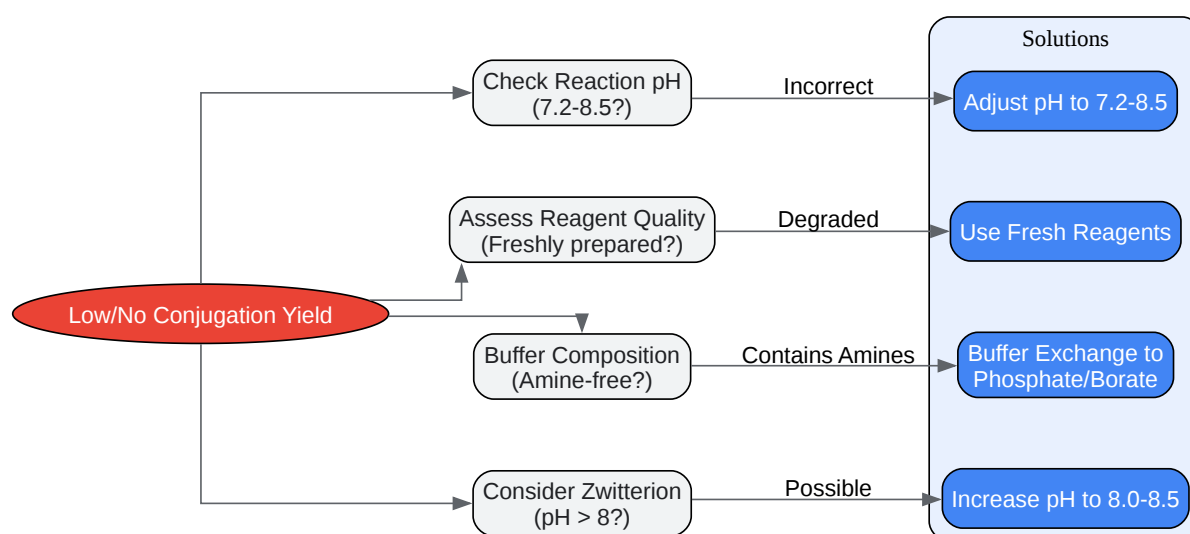 Solutions
Check Reaction pH
(7.2-8.5?)
Incorrect
Adjust pH to 7.2-8.5
Assess Reagent Quality
(Freshly prepared?)
Degraded
Use Fresh Reagents
Low/No Conjugation Yield
Buffer Composition
(Amine-free?)
Contains Amines
Buffer Exchange to
Phosphate/Borate
Consider Zwitterion
(pH > 8?)
Possible
Increase pH to 8.0-8.5